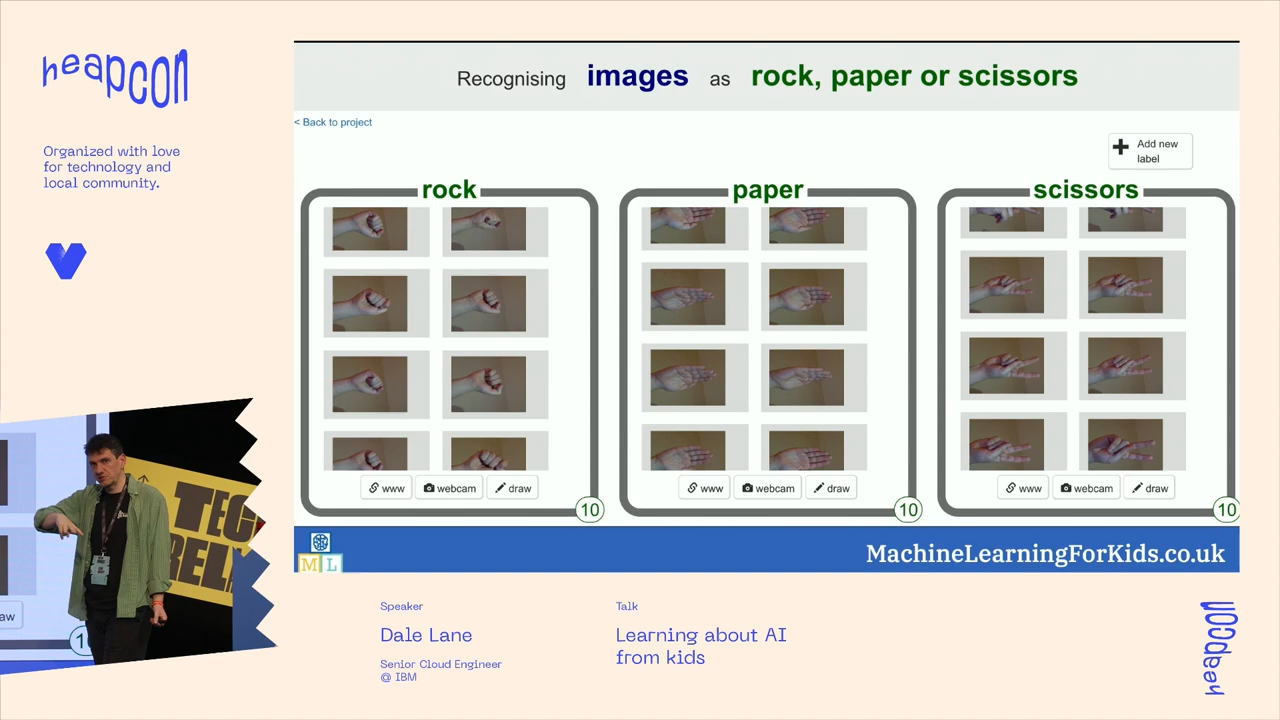 heapcon
Organized with love
for technology and
local community.
Recognising images as rock, paper or scissors
< Back to project
Add new
label
rock
paper
scissors
www
webcam
draw
10
www
webcam
draw
10
www
webcam
draw
10
M L
MachineLearningForKids.co.uk
aw
1
Speaker
Dale Lane
Senior Cloud Engineer
@ IBM
Talk
Learning about AI
from kids
heapcon